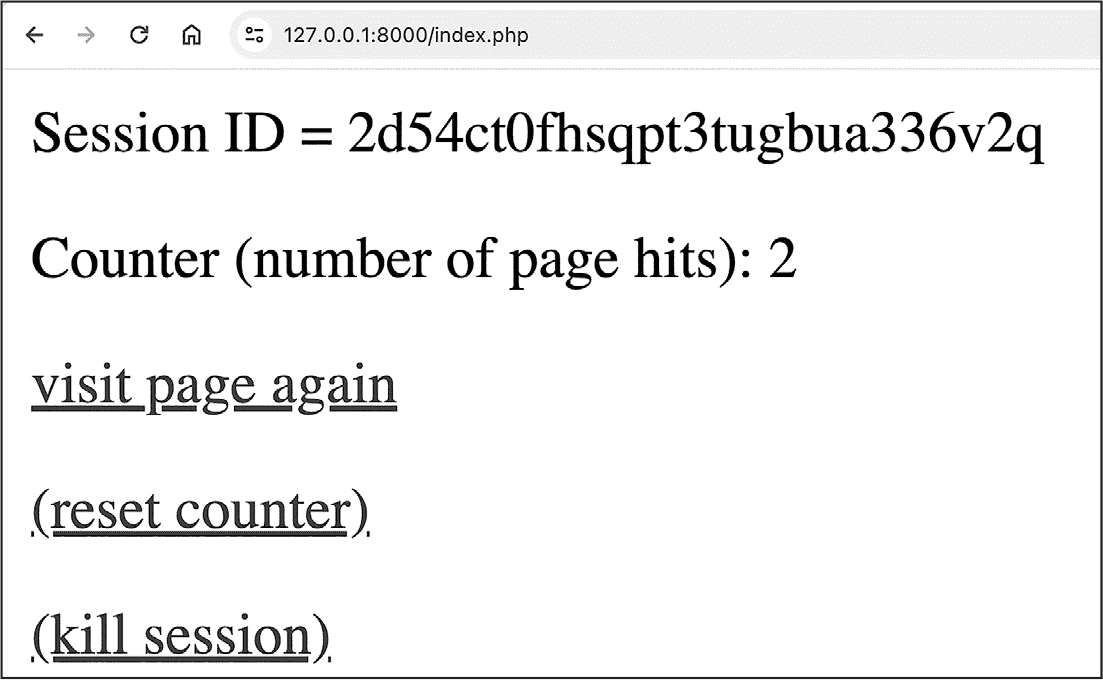 127.0.0.1:8000/index.php
Session ID = 2d54ct0fhsqpt3tugbua336v2q
Counter (number of page hits): 2
visit page again
(reset counter)
(kill session)